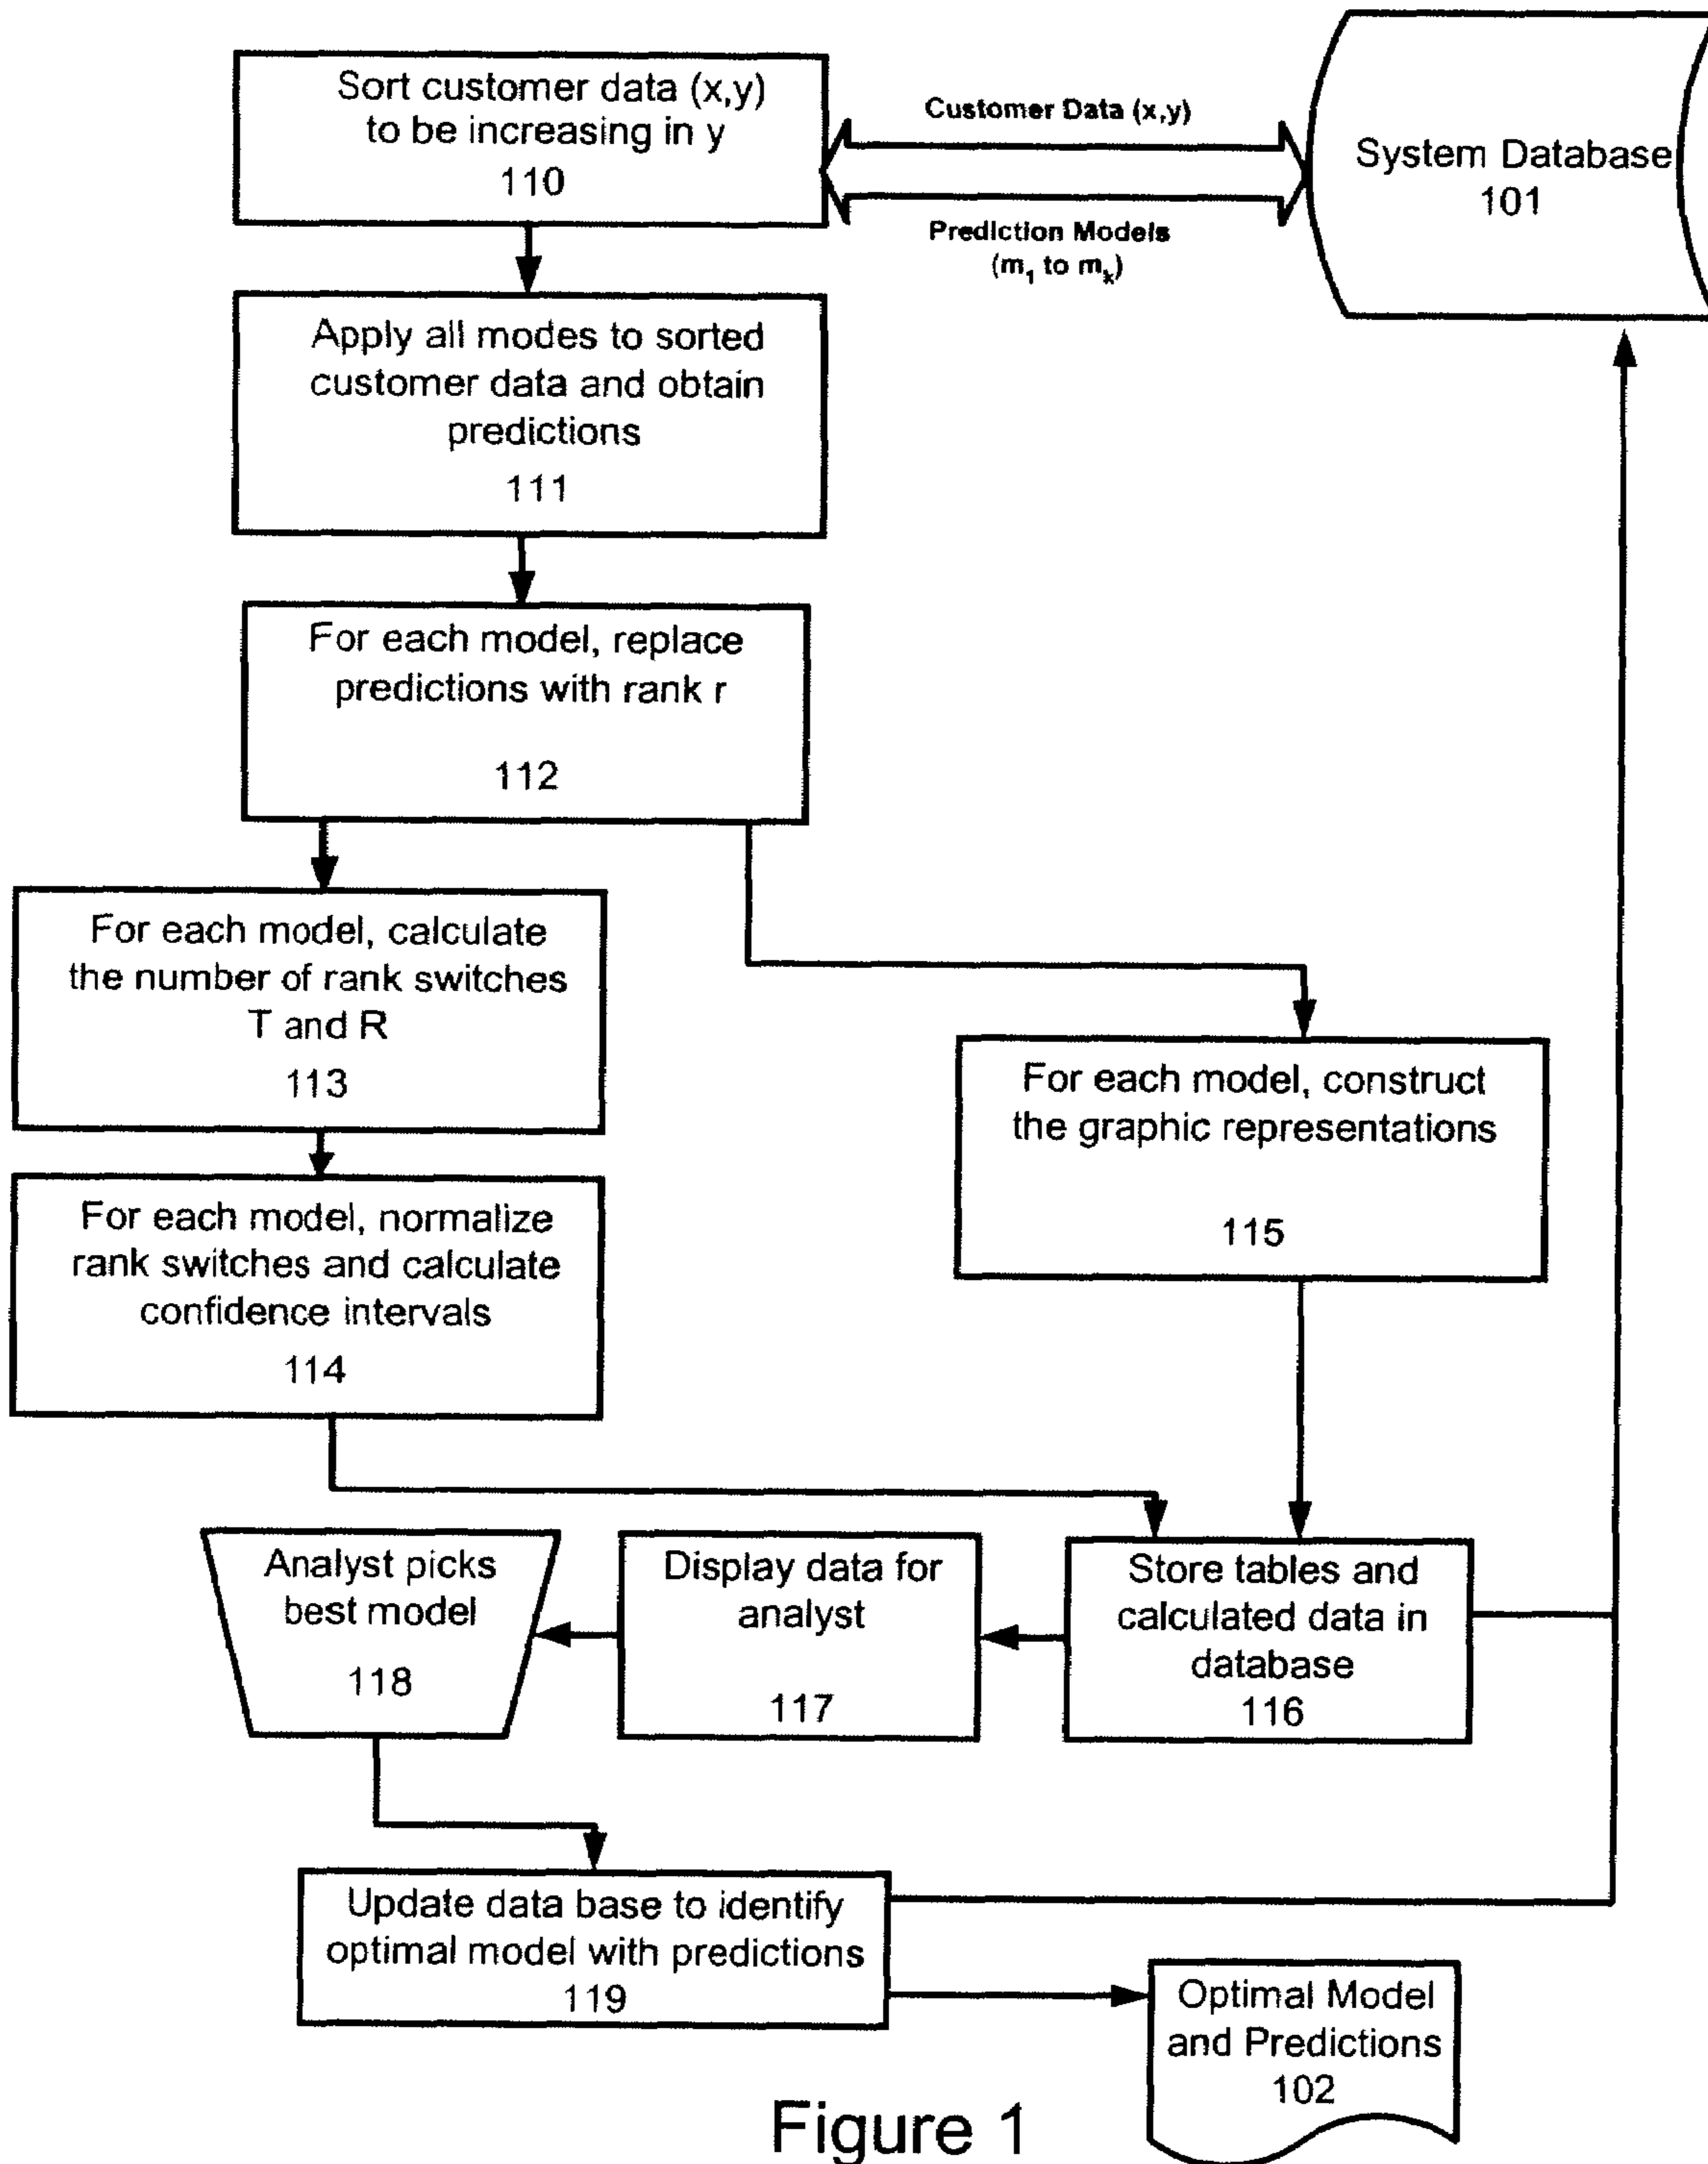 Sort customer data (x,y)
to be increasing in y
110
Customer Data (x,y)
Prediction Models
(m1 to mk)
System Database
101
Apply all modes to sorted
customer data and obtain
predictions
111
For each model, replace
predictions with rank r
112
For each model, calculate
the number of rank switches
T and R
113
For each model, construct
the graphic representations
115
For each model, normalize
rank switches and calculate
confidence intervals
114
Analyst picks
best model
118
Display data for
analyst
117
Store tables and
calculated data in
database
116
Update data base to identify
optimal model with predictions
119
Optimal Model
and Predictions
102
Figure 1